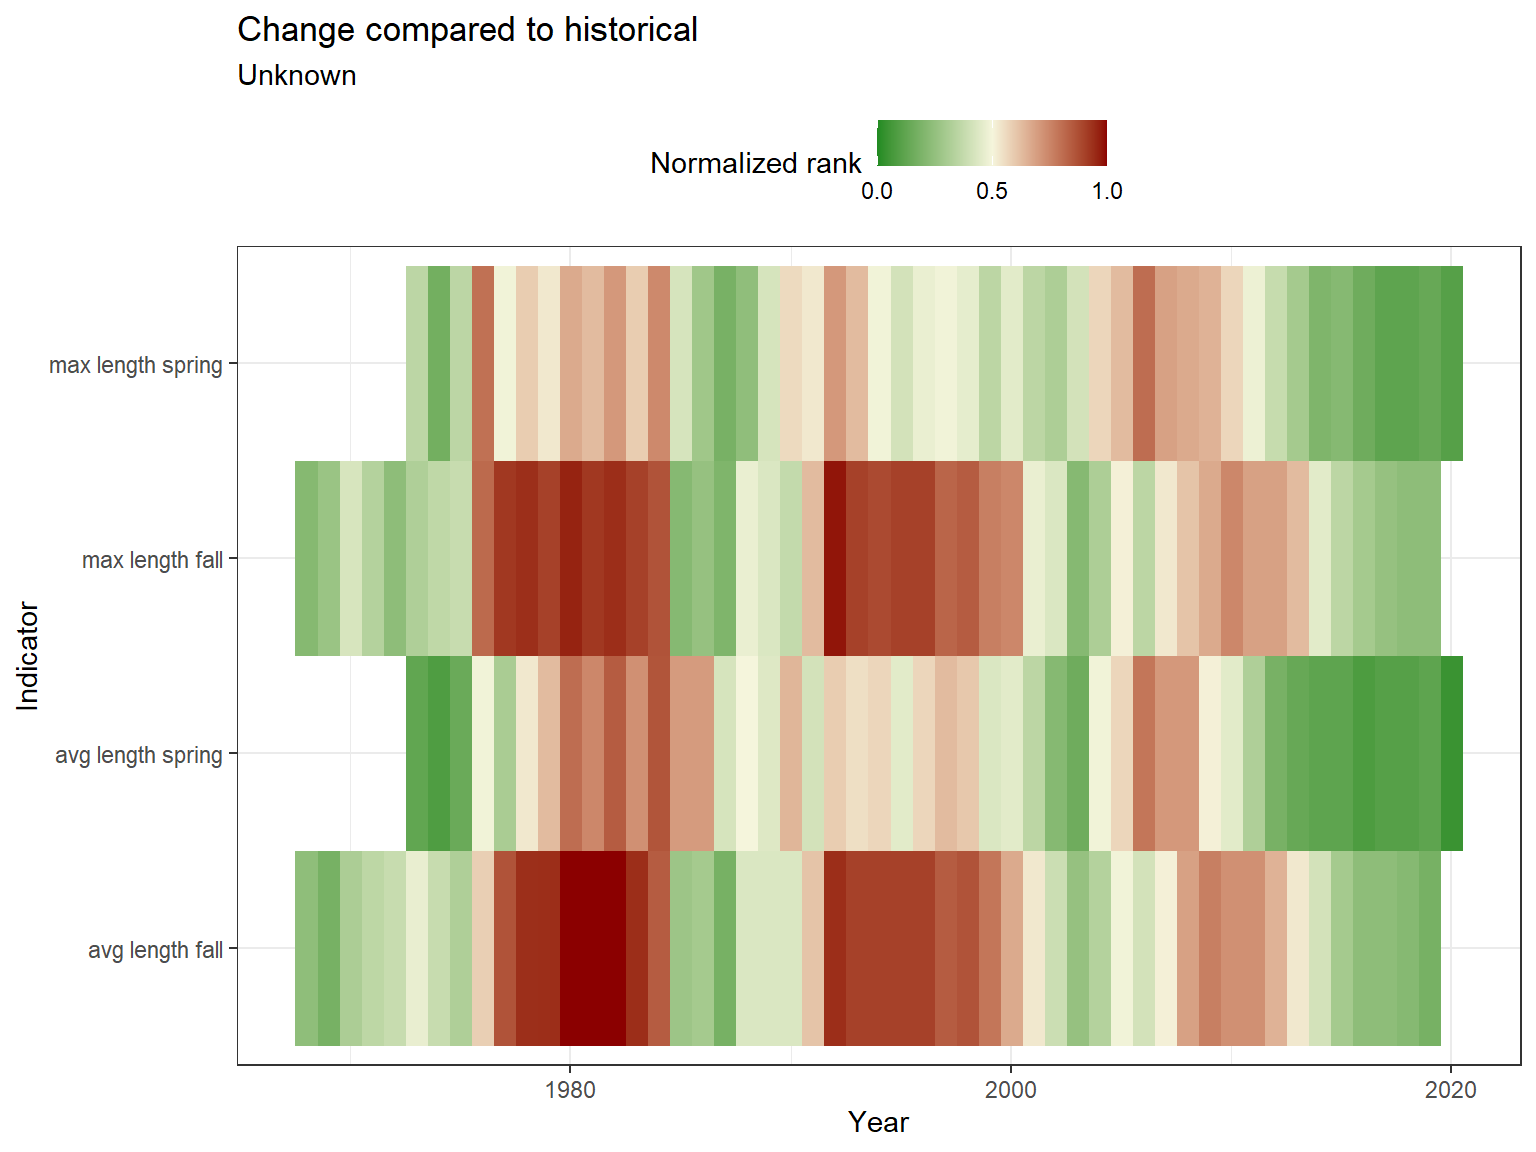 Change compared to historical
Unknown
Normalized rank
0.0 0.5 1.0
max length spring
max length fall
avg length spring
avg length fall
Indicator
1980 2000 2020
Year